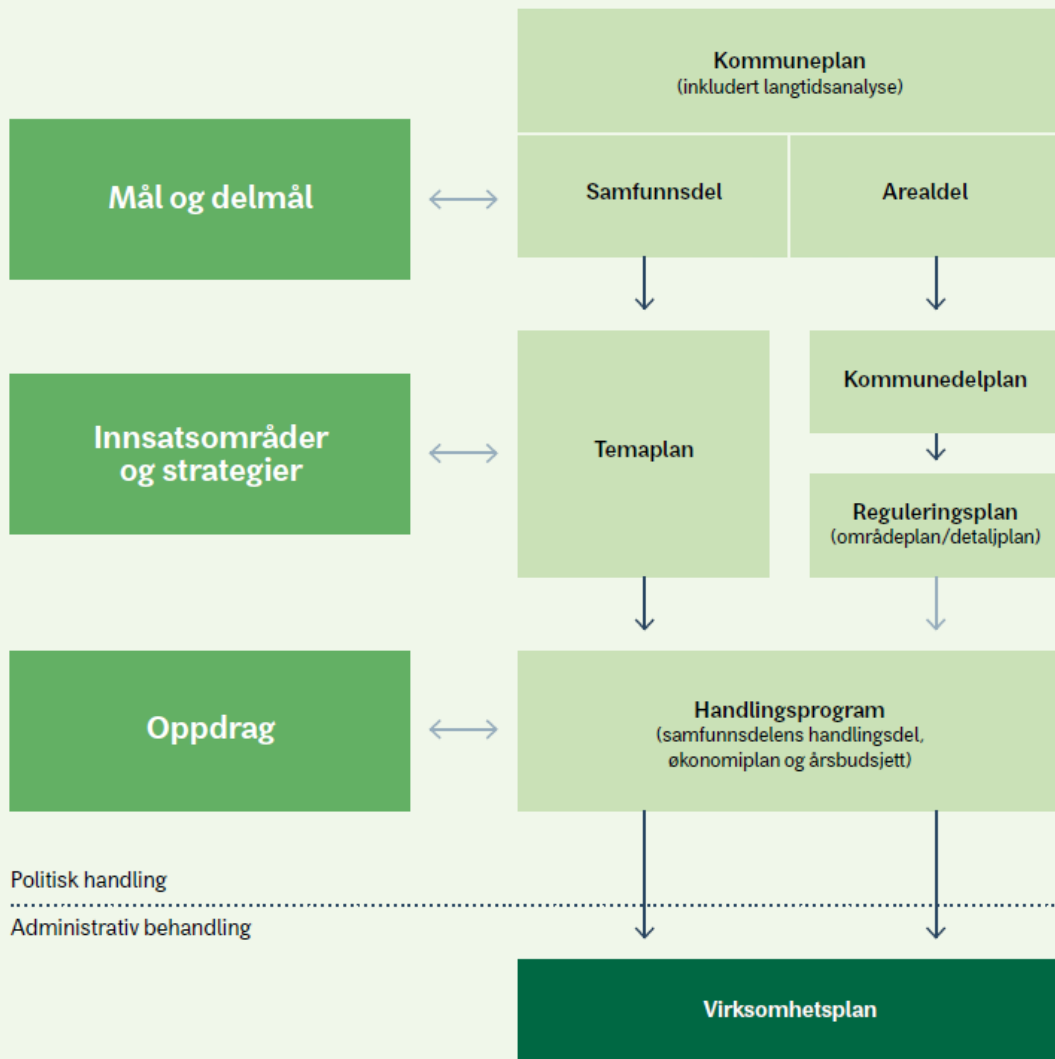 Kommuneplan
(inkludert langtidsanalyse)
Mål og delmål
Samfunnsdel
Arealdel
Innsatsområder
og strategier
Temaplan
Kommunedelplan
Reguleringsplan
(områdeplan/detaljplan)
Oppdrag
Handlingsprogram
(samfunnsdelens handlingsdel,
økonomiplan og årsbudsjett)
Politisk handling
Administrativ behandling
Virksomhetsplan